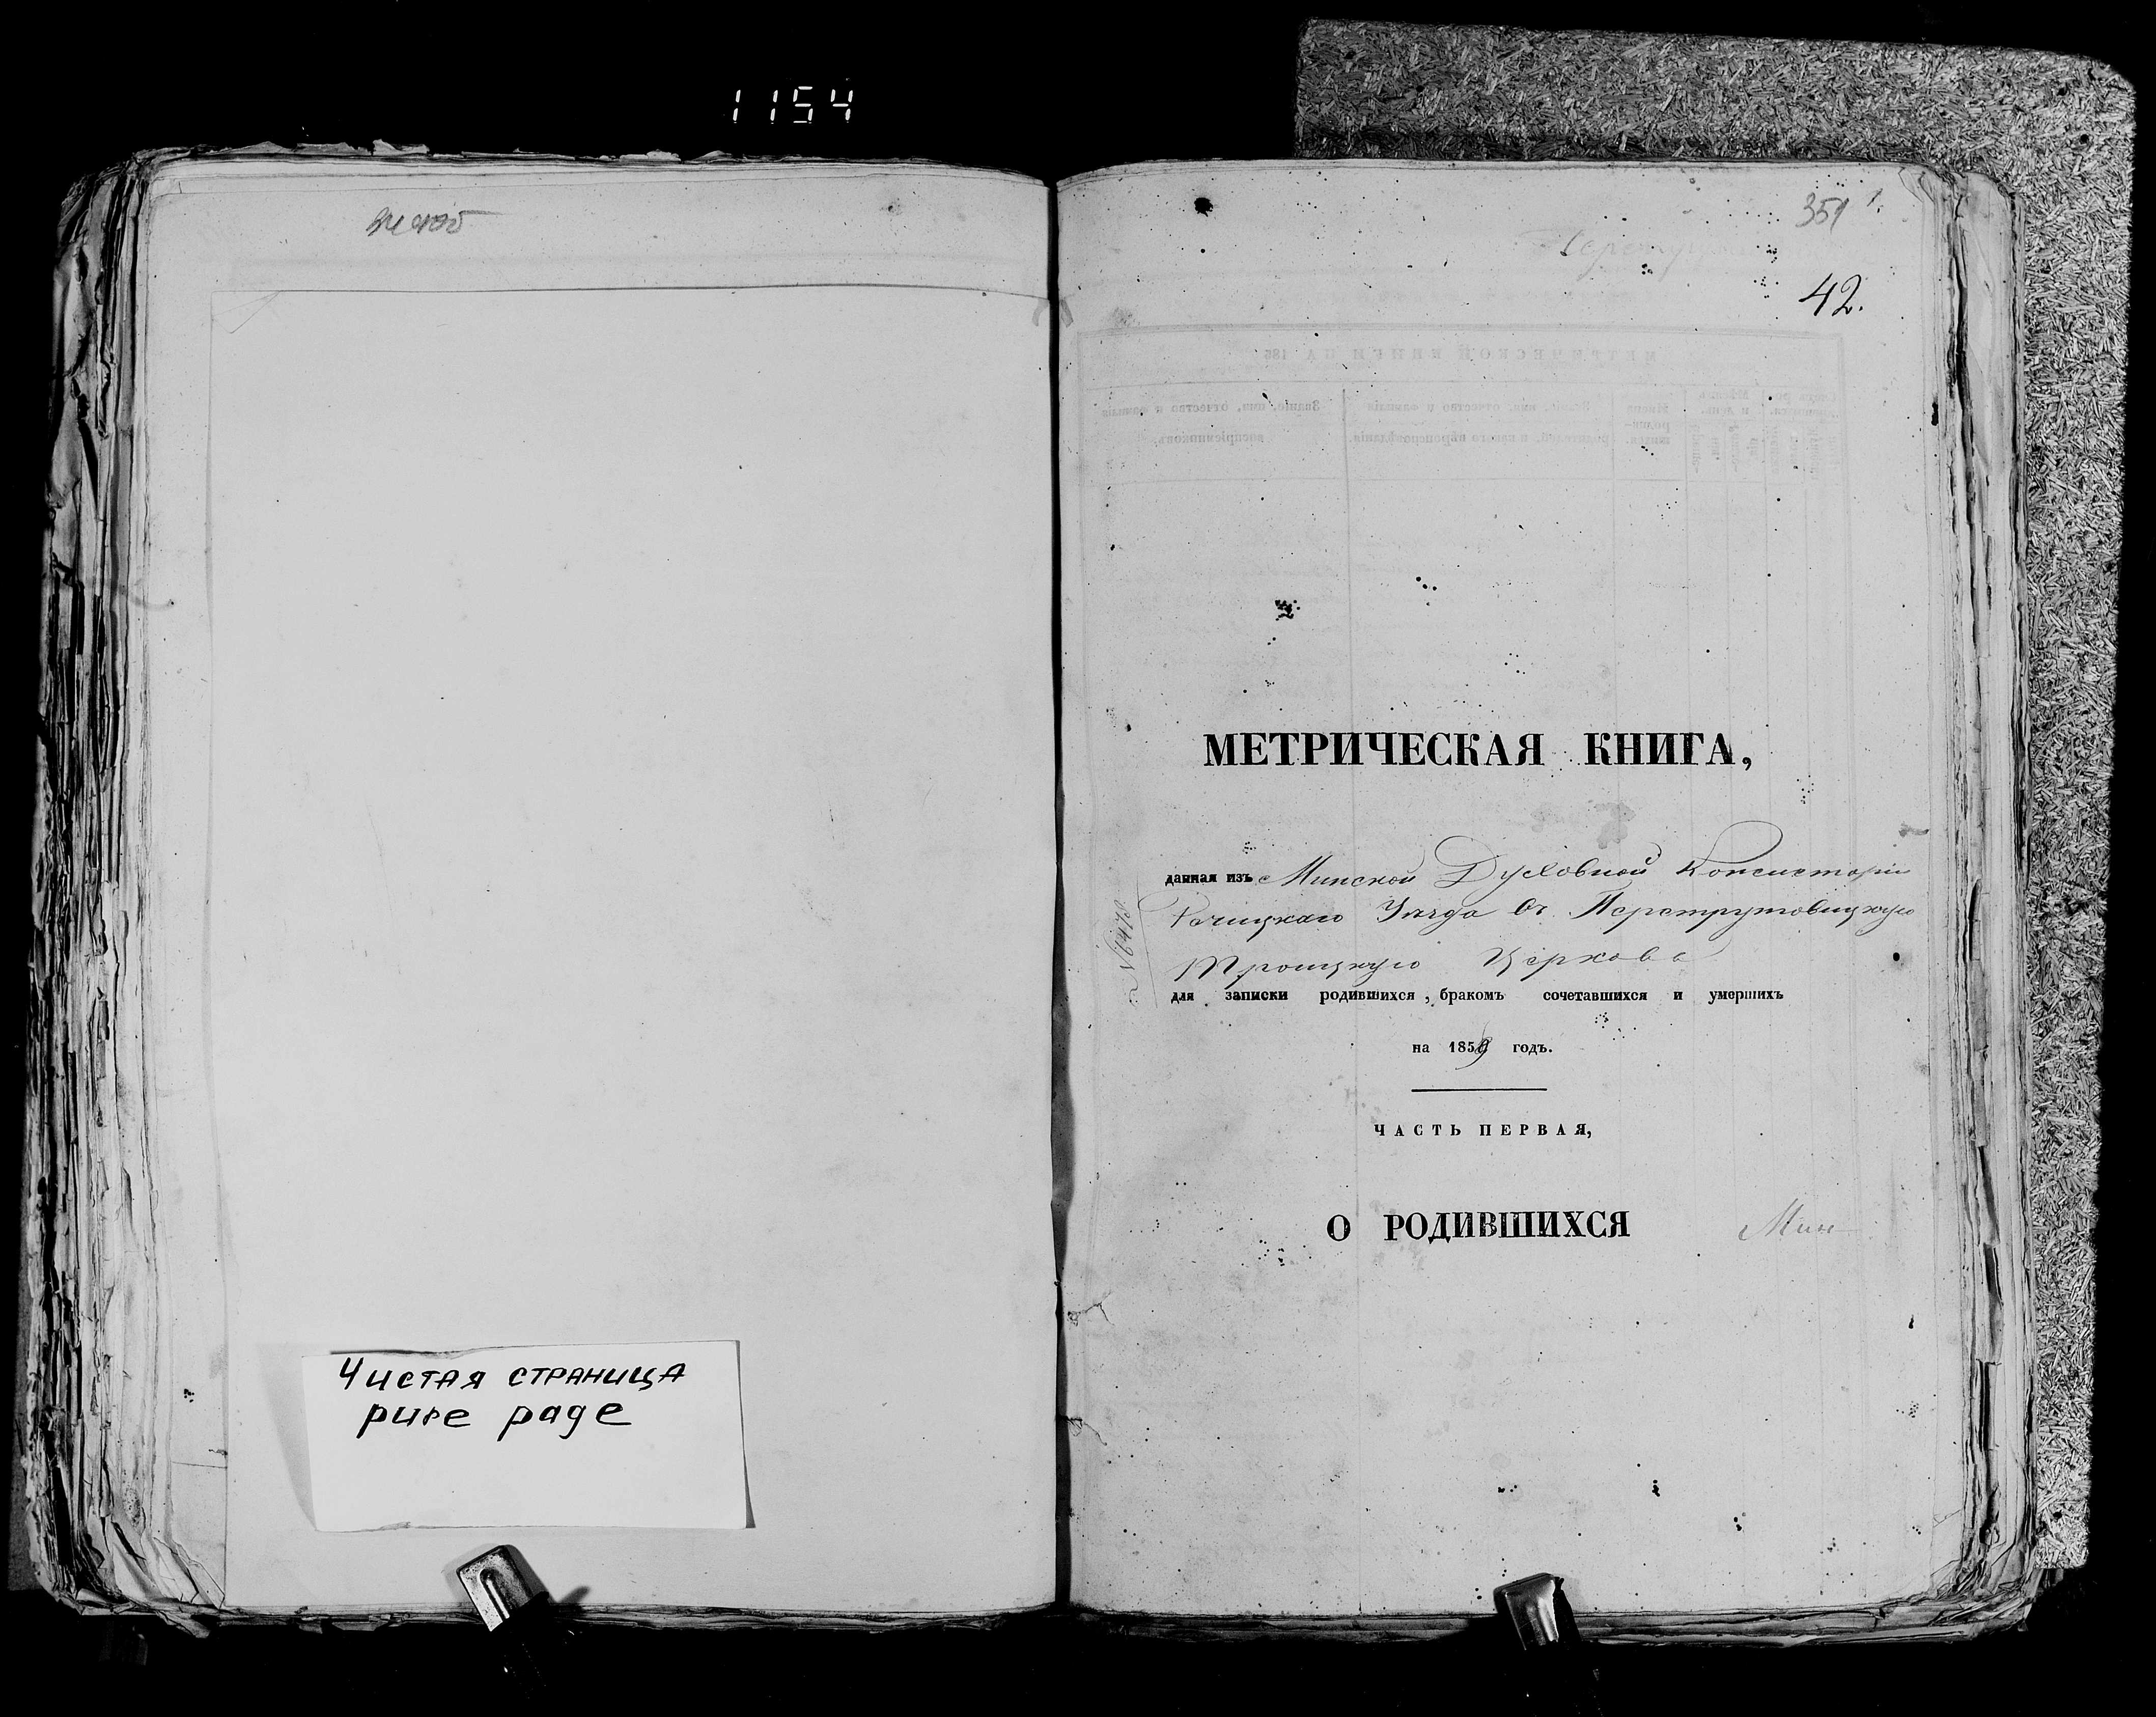 1154
Чистая страница
pure page
351
42.
МЕТРИЧЕСКАЯ КНИГА,
данная изъ Минской Духовной Консисторіи
Речицкаго Уѣзда въ Перетрутовицкую
Троицкую Церковь
для записки родившихся, бракомъ сочетавшихся и умершихъ
на 1859 годъ.
ЧАСТЬ ПЕРВАЯ,
О РОДИВШИХСЯ
Мин